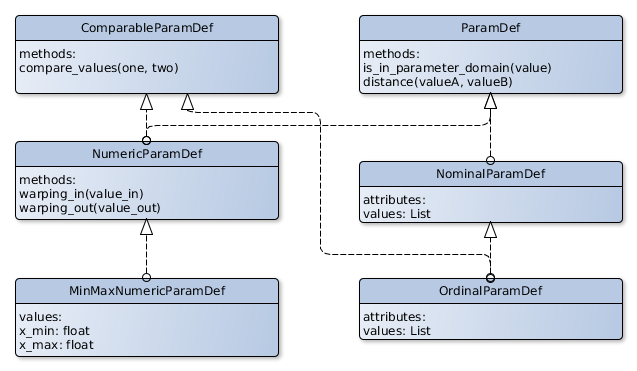 ComparableParamDef
methods:
compare_values(one, two)
ParamDef
methods:
is_in_parameter_domain(value)
distance(valueA, valueB)
NumericParamDef
methods:
warping_in(value_in)
warping_out(value_out)
NominalParamDef
attributes:
values: List
MinMaxNumericParamDef
values:
x_min: float
x_max: float
OrdinalParamDef
attributes:
values: List